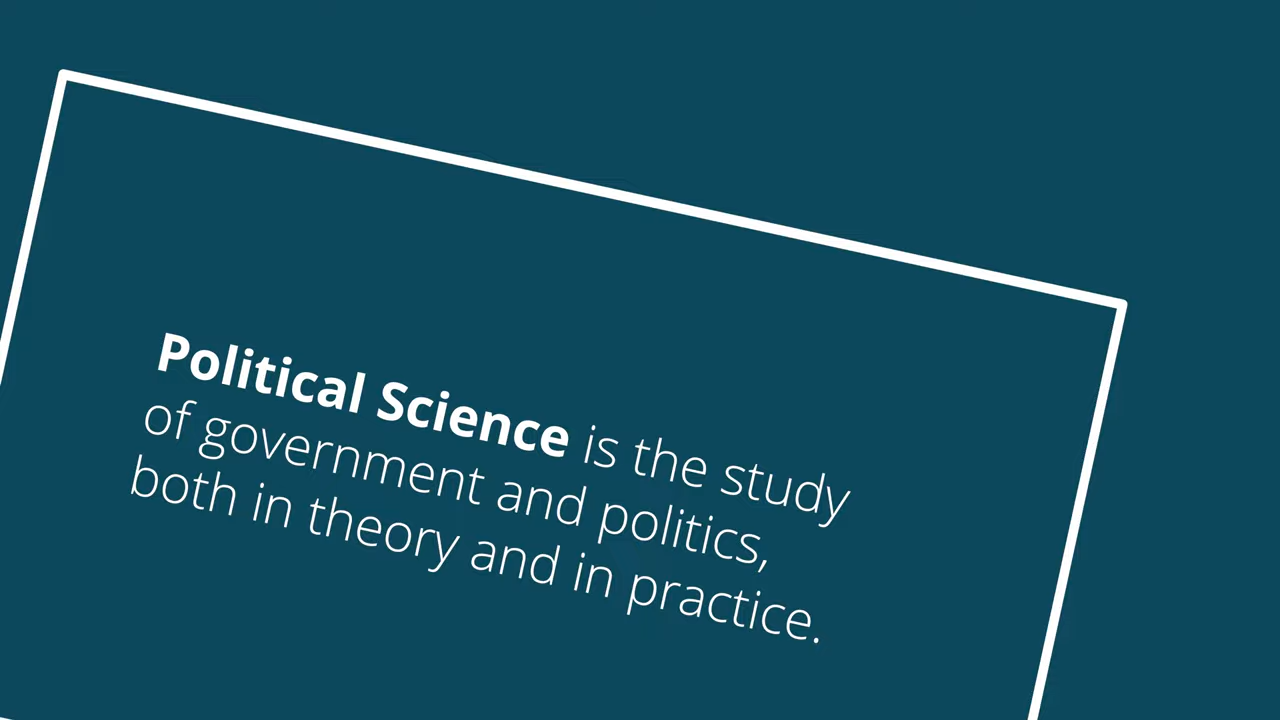 Political Science is the study
of government and politics,
both in theory and in practice.